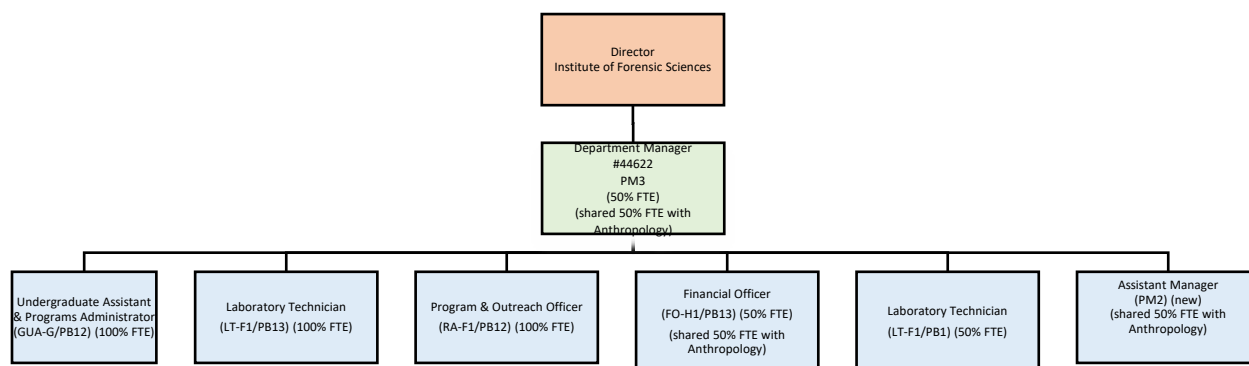 Director
Institute of Forensic Sciences
Department Manager
#44622
PM3
(50% FTE)
(shared 50% FTE with
Anthropology)
Undergraduate Assistant
& Programs Administrator
(GUA-G/PB12) (100% FTE)
Laboratory Technician
(LT-F1/PB13) (100% FTE)
Program & Outreach Officer
(RA-F1/PB12) (100% FTE)
Financial Officer
(FO-H1/PB13) (50% FTE)
(shared 50% FTE with
Anthropology)
Laboratory Technician
(LT-F1/PB1) (50% FTE)
Assistant Manager
(PM2) (new)
(shared 50% FTE with
Anthropology)